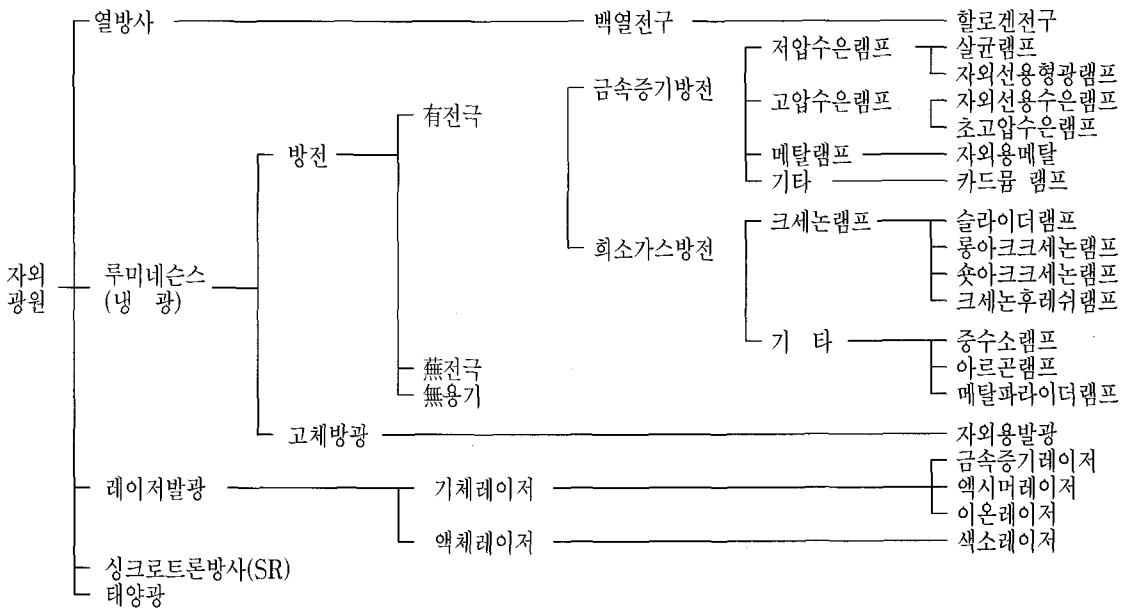 열방사
백열전구
할로겐전구
저압수은램프
살균램프
자외선용형광램프
금속증기방전
고압수은램프
자외선용수은램프
초고압수은램프
有전극
방전
메탈램프
자외용메탈
기타
카드뮴 램프
크세논램프
슬라이더램프
희소가스방전
롱아크크세논램프
숏아크크세논램프
크세논후레쉬램프
자외
광원
루미네슨스
(냉 광)
기 타
중수소램프
아르곤램프
메탈파라이더램프
蕪전극
無용기
고체방광
자외용발광
레이저발광
기체레이저
금속증기레이저
엑시머레이저
이온레이저
액체레이저
색소레이저
싱크로트론방사(SR)
태양광